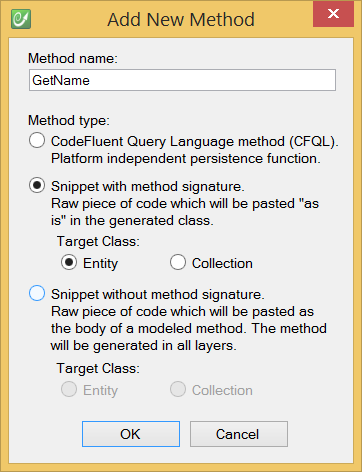 Add New Method
Method name:
GetName
Method type:
CodeFluent Query Language method (CFQL).
Platform independent persistence function.
Snippet with method signature.
Raw piece of code which will be pasted "as
is" in the generated class.
Target Class:
Entity Collection
Snippet without method signature.
Raw piece of code which will be pasted as
the body of a modeled method. The method
will be generated in all layers.
Target Class:
Entity Collection
OK Cancel